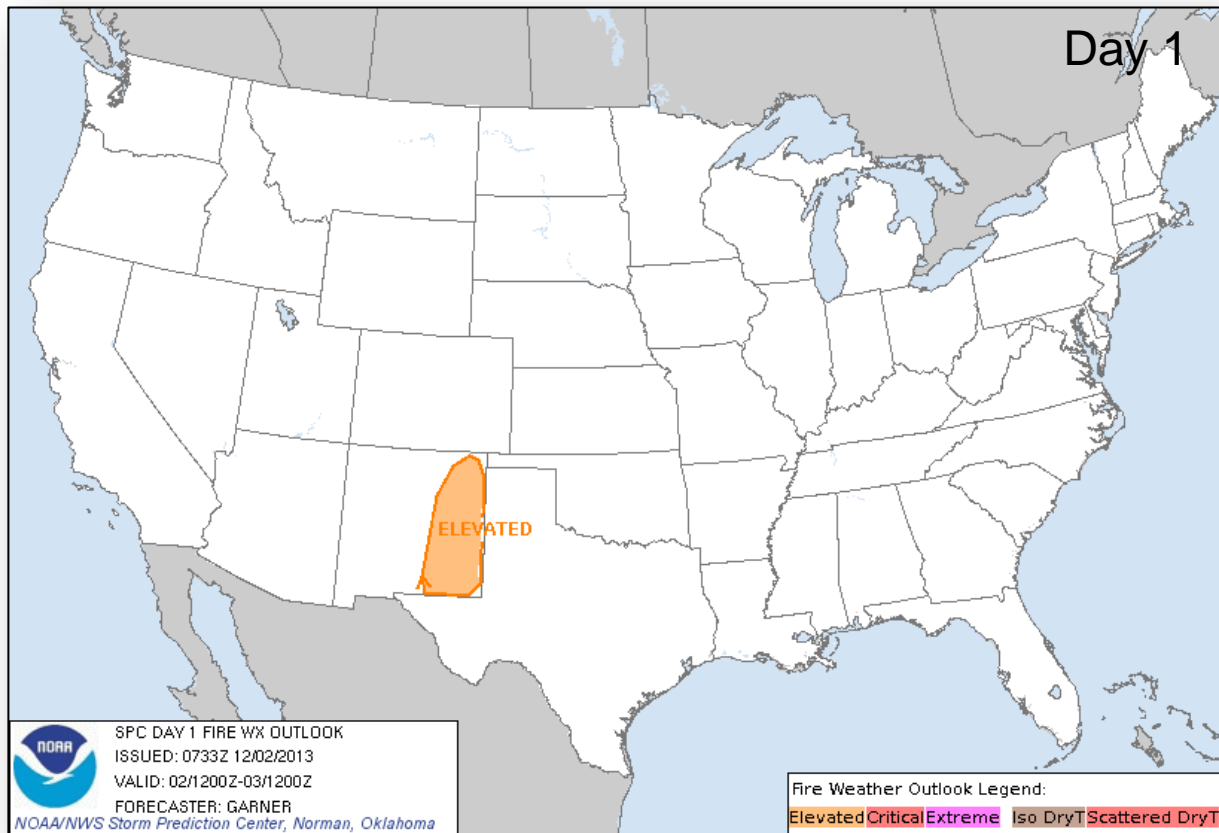 Day 1
ELEVATED
NOAA
SPC DAY 1 FIRE WX OUTLOOK
ISSUED: 0733Z 12/02/2013
VALID: 02/1200Z-03/1200Z
FORECASTER: GARNER
NOAA/NWS Storm Prediction Center, Norman, Oklahoma
Fire Weather Outlook Legend:
Elevated Critical Extreme Iso DryT Scattered DryT